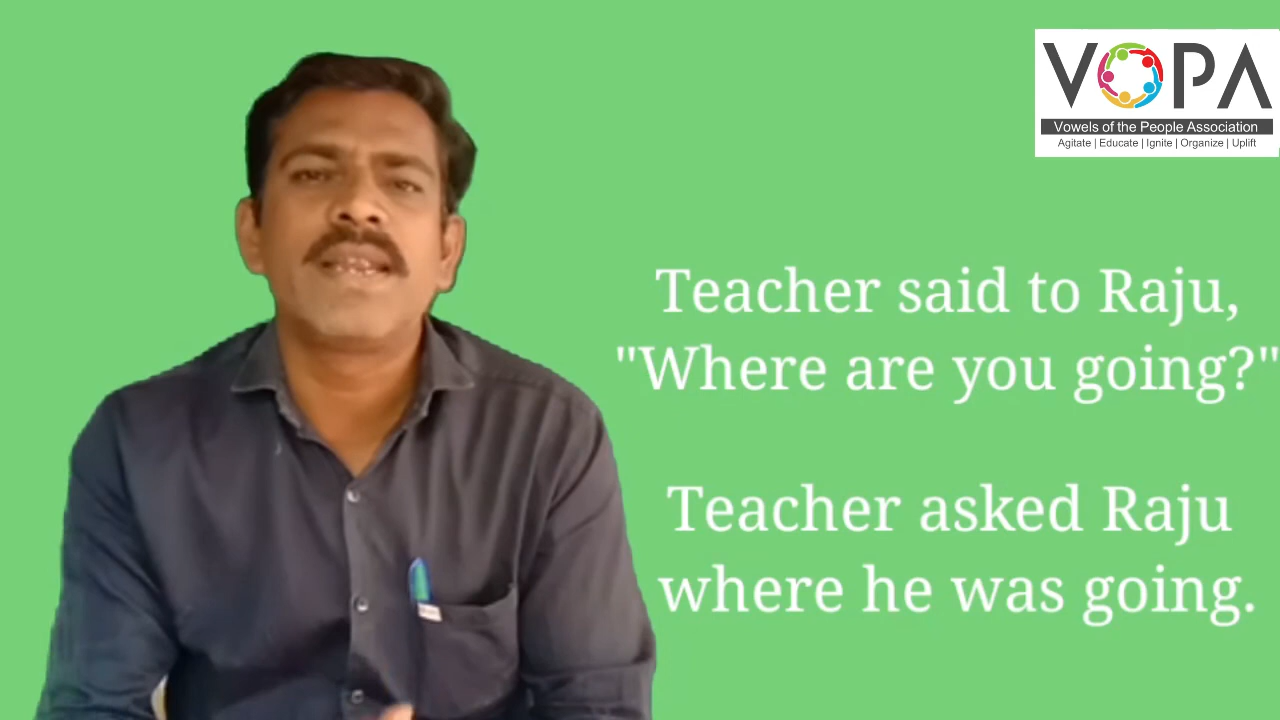 VOPA
Vowels of the People Association
Agitate | Educate | Ignite | Organize | Uplift
Teacher said to Raju,
"Where are you going?"
Teacher asked Raju
where he was going.